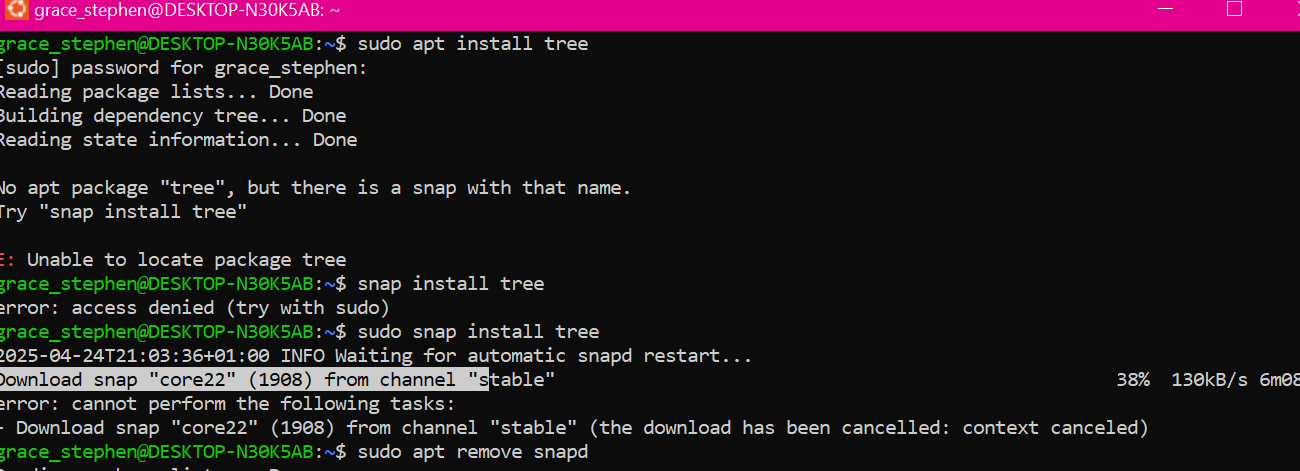 grace_stephen@DESKTOP-N30K5AB: ~
grace_stephen@DESKTOP-N30K5AB:~$ sudo apt install tree
[sudo] password for grace_stephen:
Reading package lists... Done
Building dependency tree... Done
Reading state information... Done
No apt package "tree", but there is a snap with that name.
Try "snap install tree"
E: Unable to locate package tree
grace_stephen@DESKTOP-N30K5AB:~$ snap install tree
error: access denied (try with sudo)
grace_stephen@DESKTOP-N30K5AB:~$ sudo snap install tree
2025-04-24T21:03:36+01:00 INFO Waiting for automatic snapd restart...
Download snap "core22" (1908) from channel "stable" 38% 130kB/s 6m08
error: cannot perform the following tasks:
- Download snap "core22" (1908) from channel "stable" (the download has been cancelled: context canceled)
grace_stephen@DESKTOP-N30K5AB:~$ sudo apt remove snapd